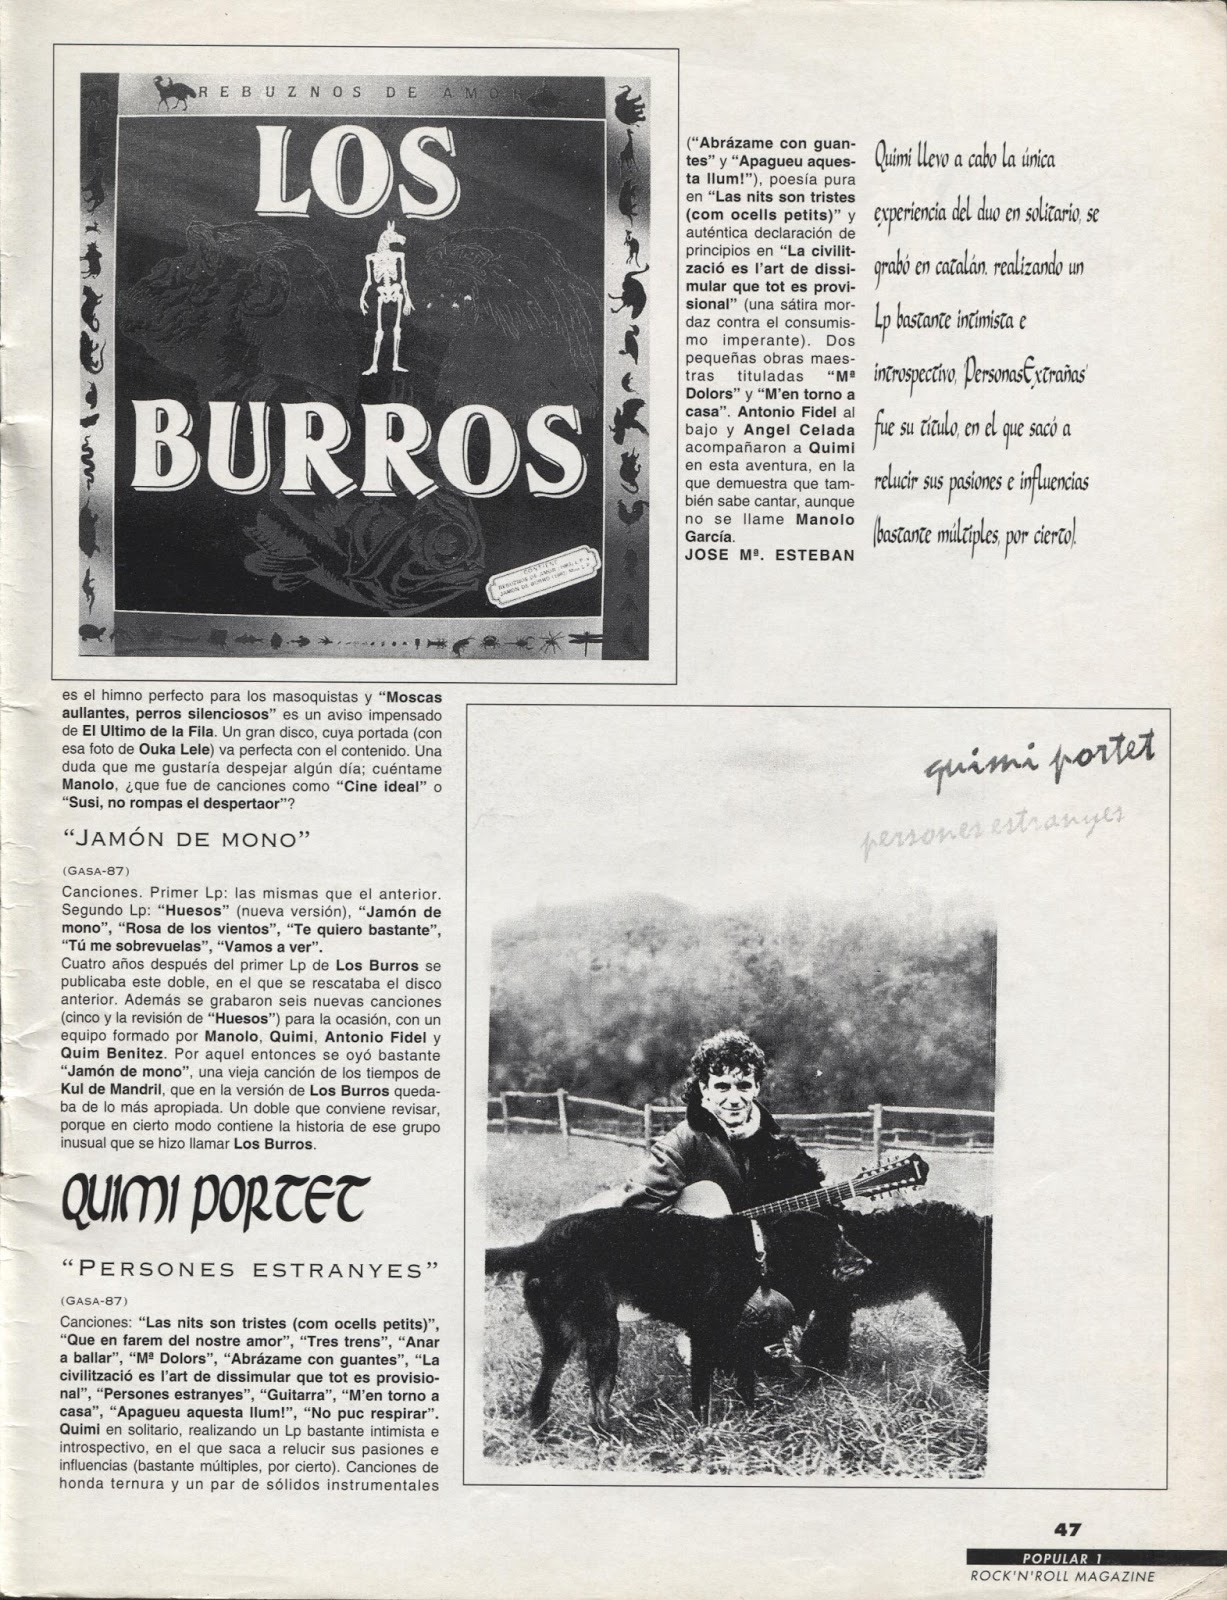 REBUZNOS DE AMOR
LOS
BURROS
CONTIENE
REBUZNOS DE AMOR
JAMÓN DE BURRO
es el himno perfecto para los masoquistas y “Moscas
aullantes, perros silenciosos” es un aviso impensado
de El Ultimo de la Fila. Un gran disco, cuya portada (con
esa foto de Ouka Lele) va perfecta con el contenido. Una
duda que me gustaría despejar algún día; cuéntame
Manolo, ¿que fue de canciones como “Cine ideal” o
“Susi, no rompas el despertaor”?
“JAMÓN DE MONO”
(GASA-87)
Canciones. Primer Lp: las mismas que el anterior.
Segundo Lp: “Huesos” (nueva versión), “Jamón de
mono”, “Rosa de los vientos”, “Te quiero bastante”,
“Tú me sobrevuelas”, “Vamos a ver”.
Cuatro años después del primer Lp de Los Burros se
publicaba este doble, en el que se rescataba el disco
anterior. Además se grabaron seis nuevas canciones
(cinco y la revisión de “Huesos”) para la ocasión, con un
equipo formado por Manolo, Quimi, Antonio Fidel y
Quim Benitez. Por aquel entonces se oyó bastante
“Jamón de mono”, una vieja canción de los tiempos de
Kul de Mandril, que en la versión de Los Burros queda-
ba de lo más apropiada. Un doble que conviene revisar,
porque en cierto modo contiene la historia de ese grupo
inusual que se hizo llamar Los Burros.
QUIMI PORTET
“PERSONES ESTRANYES”
(GASA-87)
Canciones: “Las nits son tristes (com ocells petits)”,
“Que en farem del nostre amor”, “Tres trens”, “Anar
a ballar”, “Mª Dolors”, “Abrázame con guantes”, “La
civilització es l’art de dissimular que tot es provisio-
nal”, “Persones estranyes”, “Guitarra”, “M’en torno a
casa”, “Apagueu aquesta llum!”, “No puc respirar”.
Quimi en solitario, realizando un Lp bastante intimista e
introspectivo, en el que saca a relucir sus pasiones e
influencias (bastante múltiples, por cierto). Canciones de
honda ternura y un par de sólidos instrumentales
(“Abrázame con guan-
tes” y “Apagueu aques-
ta llum!”), poesía pura
en “Las nits son tristes
(com ocells petits)” y
auténtica declaración de
principios en “La civilit-
zació es l’art de dissi-
mular que tot es provi-
sional” (una sátira mor-
daz contra el consumis-
mo imperante). Dos
pequeñas obras maes-
tras tituladas “Mª
Dolors” y “M’en torno a
casa”. Antonio Fidel al
bajo y Angel Celada
acompañaron a Quimi
en esta aventura, en la
que demuestra que tam-
bién sabe cantar, aunque
no se llame Manolo
García.
JOSE Mª. ESTEBAN
Quimi llevo a cabo la única
experiencia del duo en solitario, se
grabó en catalán. realizando un
Lp bastante intimista e
introspectivo, 'Personas Extrañas'
fue su título, en el que sacó a
relucir sus pasiones e influencias
(bastante múltiples, por cierto).
quimi portet
persones estranyes
47
POPULAR 1
ROCK'N'ROLL MAGAZINE